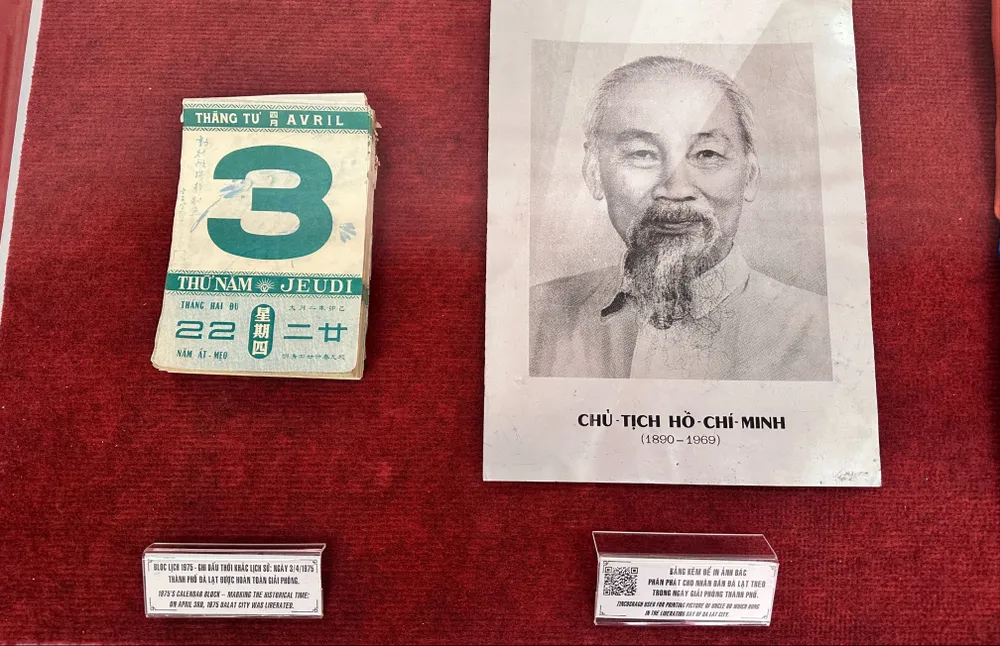 THÁNG TƯ 四月 AVRIL
3
THỨ NĂM JEUDI
THÁNG HAI ĐỦ
22 星期四 二廿
NĂM ẤT-MẸO
CHỦ-TỊCH HỒ-CHÍ-MINH
(1890-1969)
BLOC LỊCH 1975 - GHI DẤU THỜI KHẮC LỊCH SỬ: NGÀY 3/4/1975
THÀNH PHỐ ĐÀ LẠT ĐƯỢC HOÀN TOÀN GIẢI PHÓNG.
1975'S CALENDAR BLOCK – MARKING THE HISTORICAL TIME:
ON APRIL 3RD, 1975 DALAT CITY WAS LIBERATED.
BẢNG KẼM ĐỂ IN ẢNH BÁC
PHÂN PHÁT CHO NHÂN DÂN ĐÀ LẠT TREO
TRONG NGÀY GIẢI PHÓNG THÀNH PHỐ.
ZINCOGRAPH USED FOR PRINTING PICTURE OF UNCLE HO WHICH HUNG
IN THE LIBERATION DAY OF DA LAT CITY.